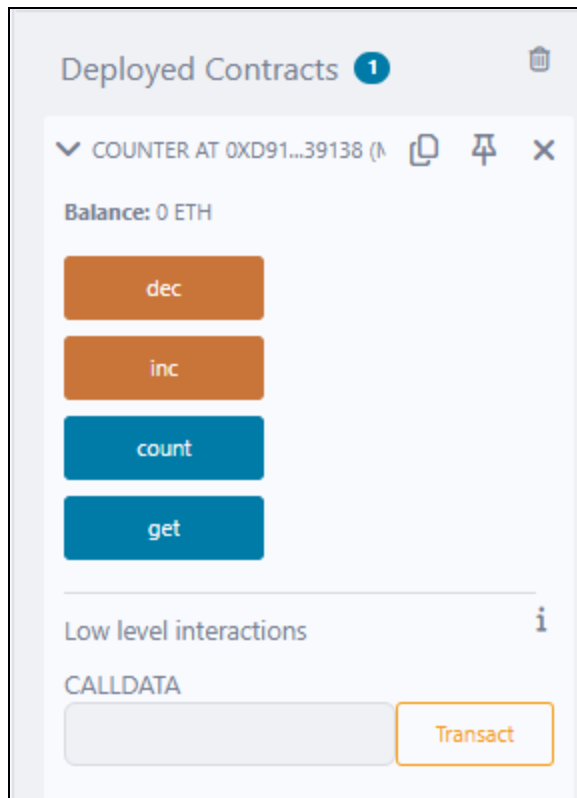 Deployed Contracts 1
COUNTER AT 0XD91...39138 (M
Balance: 0 ETH
dec
inc
count
get
Low level interactions
i
CALLDATA
Transact